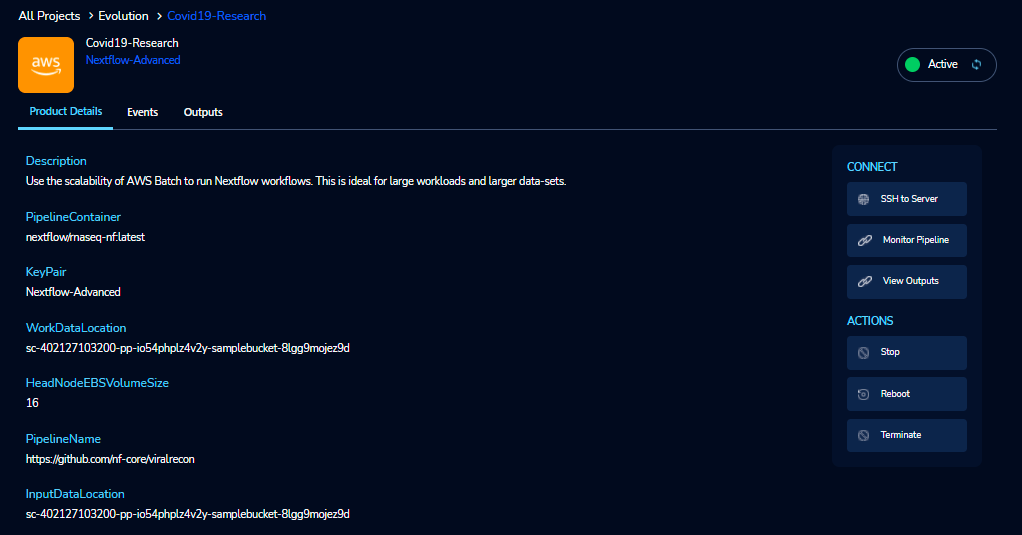 All Projects > Evolution > Covid19-Research
aws
Covid19-Research
Nextflow-Advanced
Active
Product Details
Events
Outputs
Description
Use the scalability of AWS Batch to run Nextflow workflows. This is ideal for large workloads and larger data-sets.
PipelineContainer
nextflow/rnaseq-nf:latest
KeyPair
Nextflow-Advanced
WorkDataLocation
sc-402127103200-pp-io54phplz4v2y-samplebucket-8lgg9mojez9d
HeadNodeEBSVolumeSize
16
PipelineName
https://github.com/nf-core/viralrecon
InputDataLocation
sc-402127103200-pp-io54phplz4v2y-samplebucket-8lgg9mojez9d
CONNECT
SSH to Server
Monitor Pipeline
View Outputs
ACTIONS
Stop
Reboot
Terminate